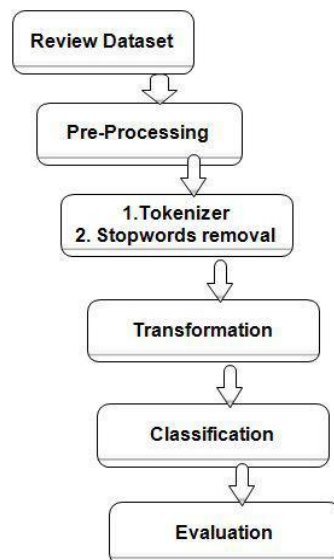 Review Dataset
Pre-Processing
1.Tokenizer
2. Stopwords removal
Transformation
Classification
Evaluation